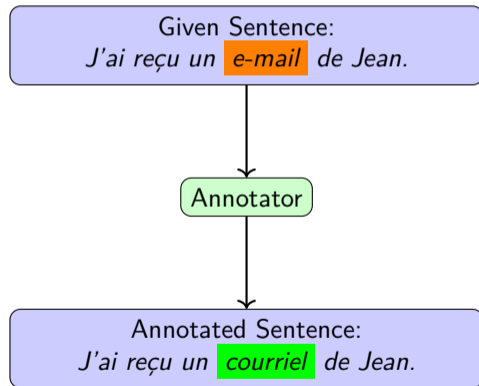 Given Sentence:
J'ai reçu un e-mail de Jean.
Annotator
Annotated Sentence:
J'ai reçu un courriel de Jean.